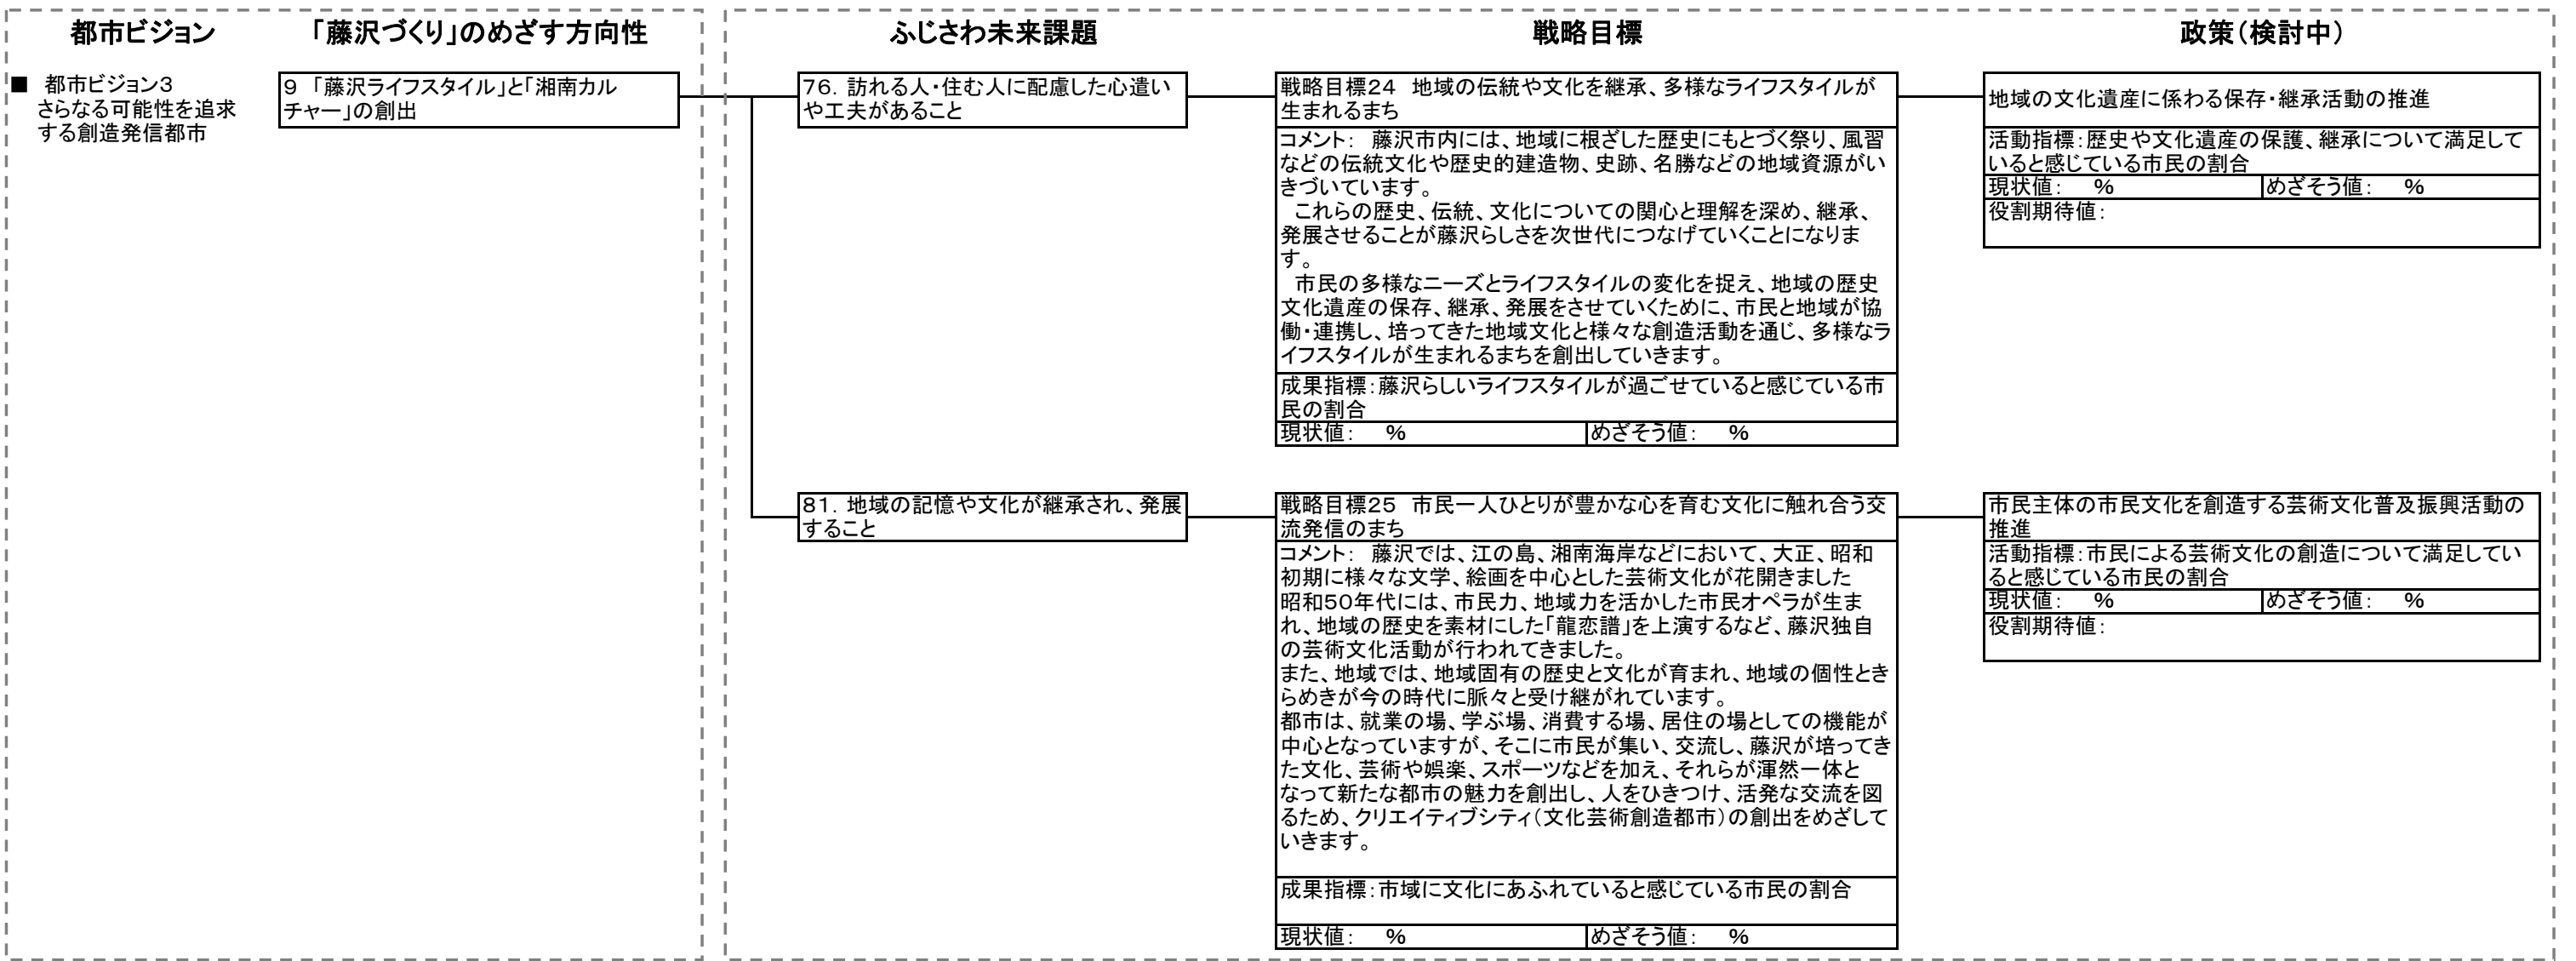 都市ビジョン
「藤沢づくり」のめざす方向性
ふじさわ未来課題
戦略目標
政策(検討中)
■ 都市ビジョン3
さらなる可能性を追求
する創造発信都市
9 「藤沢ライフスタイル」と「湘南カル
チャー」の創出
76. 訪れる人・住む人に配慮した心遣い
や工夫があること
戦略目標24 地域の伝統や文化を継承、多様なライフスタイルが
生まれるまち
コメント: 藤沢市内には、地域に根ざした歴史にもとづく祭り、風習
などの伝統文化や歴史的建造物、史跡、名勝などの地域資源がい
きづいています。
これらの歴史、伝統、文化についての関心と理解を深め、継承、
発展させることが藤沢らしさを次世代につなげていくことになりま
す。
市民の多様なニーズとライフスタイルの変化を捉え、地域の歴史
文化遺産の保存、継承、発展をさせていくために、市民と地域が協
働・連携し、培ってきた地域文化と様々な創造活動を通じ、多様なラ
イフスタイルが生まれるまちを創出していきます。
成果指標:藤沢らしいライフスタイルが過ごせていると感じている市
民の割合
現状値: % めざそう値: %
地域の文化遺産に係わる保存・継承活動の推進
活動指標:歴史や文化遺産の保護、継承について満足して
いると感じている市民の割合
現状値: % めざそう値: %
役割期待値:
81. 地域の記憶や文化が継承され、発展
すること
戦略目標25 市民一人ひとりが豊かな心を育む文化に触れ合う交
流発信のまち
コメント: 藤沢では、江の島、湘南海岸などにおいて、大正、昭和
初期に様々な文学、絵画を中心とした芸術文化が花開きました
昭和50年代には、市民力、地域力を活かした市民オペラが生ま
れ、地域の歴史を素材にした「龍恋譜」を上演するなど、藤沢独自
の芸術文化活動が行われてきました。
また、地域では、地域固有の歴史と文化が育まれ、地域の個性とき
らめきが今の時代に脈々と受け継がれています。
都市は、就業の場、学ぶ場、消費する場、居住の場としての機能が
中心となっていますが、そこに市民が集い、交流し、藤沢が培ってき
た文化、芸術や娯楽、スポーツなどを加え、それらが渾然一体と
なって新たな都市の魅力を創出し、人をひきつけ、活発な交流を図
るため、クリエイティブシティ(文化芸術創造都市)の創出をめざして
いきます。
成果指標:市域に文化にあふれていると感じている市民の割合
現状値: % めざそう値: %
市民主体の市民文化を創造する芸術文化普及振興活動の
推進
活動指標:市民による芸術文化の創造について満足してい
ると感じている市民の割合
現状値: % めざそう値: %
役割期待値: